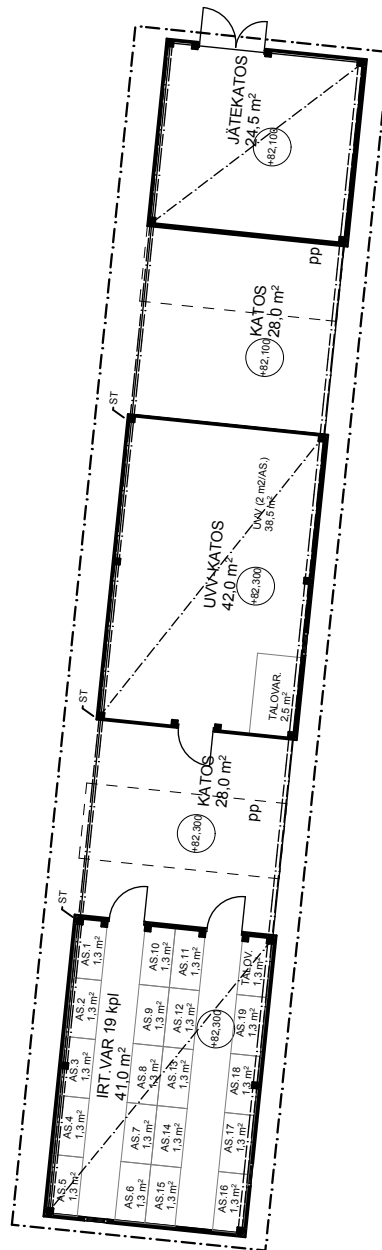 JÄTEKATOS
24,5 m²
+82,100
pp
KATOS
28,0 m²
+82,100
ST
UVV-KATOS
42,0 m²
UVV (2 m2/AS.)
38,5 m²
+82,300
TALOVAR.
2,5 m²
ST
KATOS
28,0 m²
+82,300
pp
ST
IRT.VAR 19 kpl
41,0 m²
+82,300
AS.1
1,3 m²
AS.2
1,3 m²
AS.3
1,3 m²
AS.4
1,3 m²
AS.5
1,3 m²
AS.6
1,3 m²
AS.7
1,3 m²
AS.8
1,3 m²
AS.9
1,3 m²
AS.10
1,3 m²
AS.11
1,3 m²
AS.12
1,3 m²
AS.13
1,3 m²
AS.14
1,3 m²
AS.15
1,3 m²
AS.16
1,3 m²
AS.17
1,3 m²
AS.18
1,3 m²
AS.19
1,3 m²
TALOV.
1,3 m²